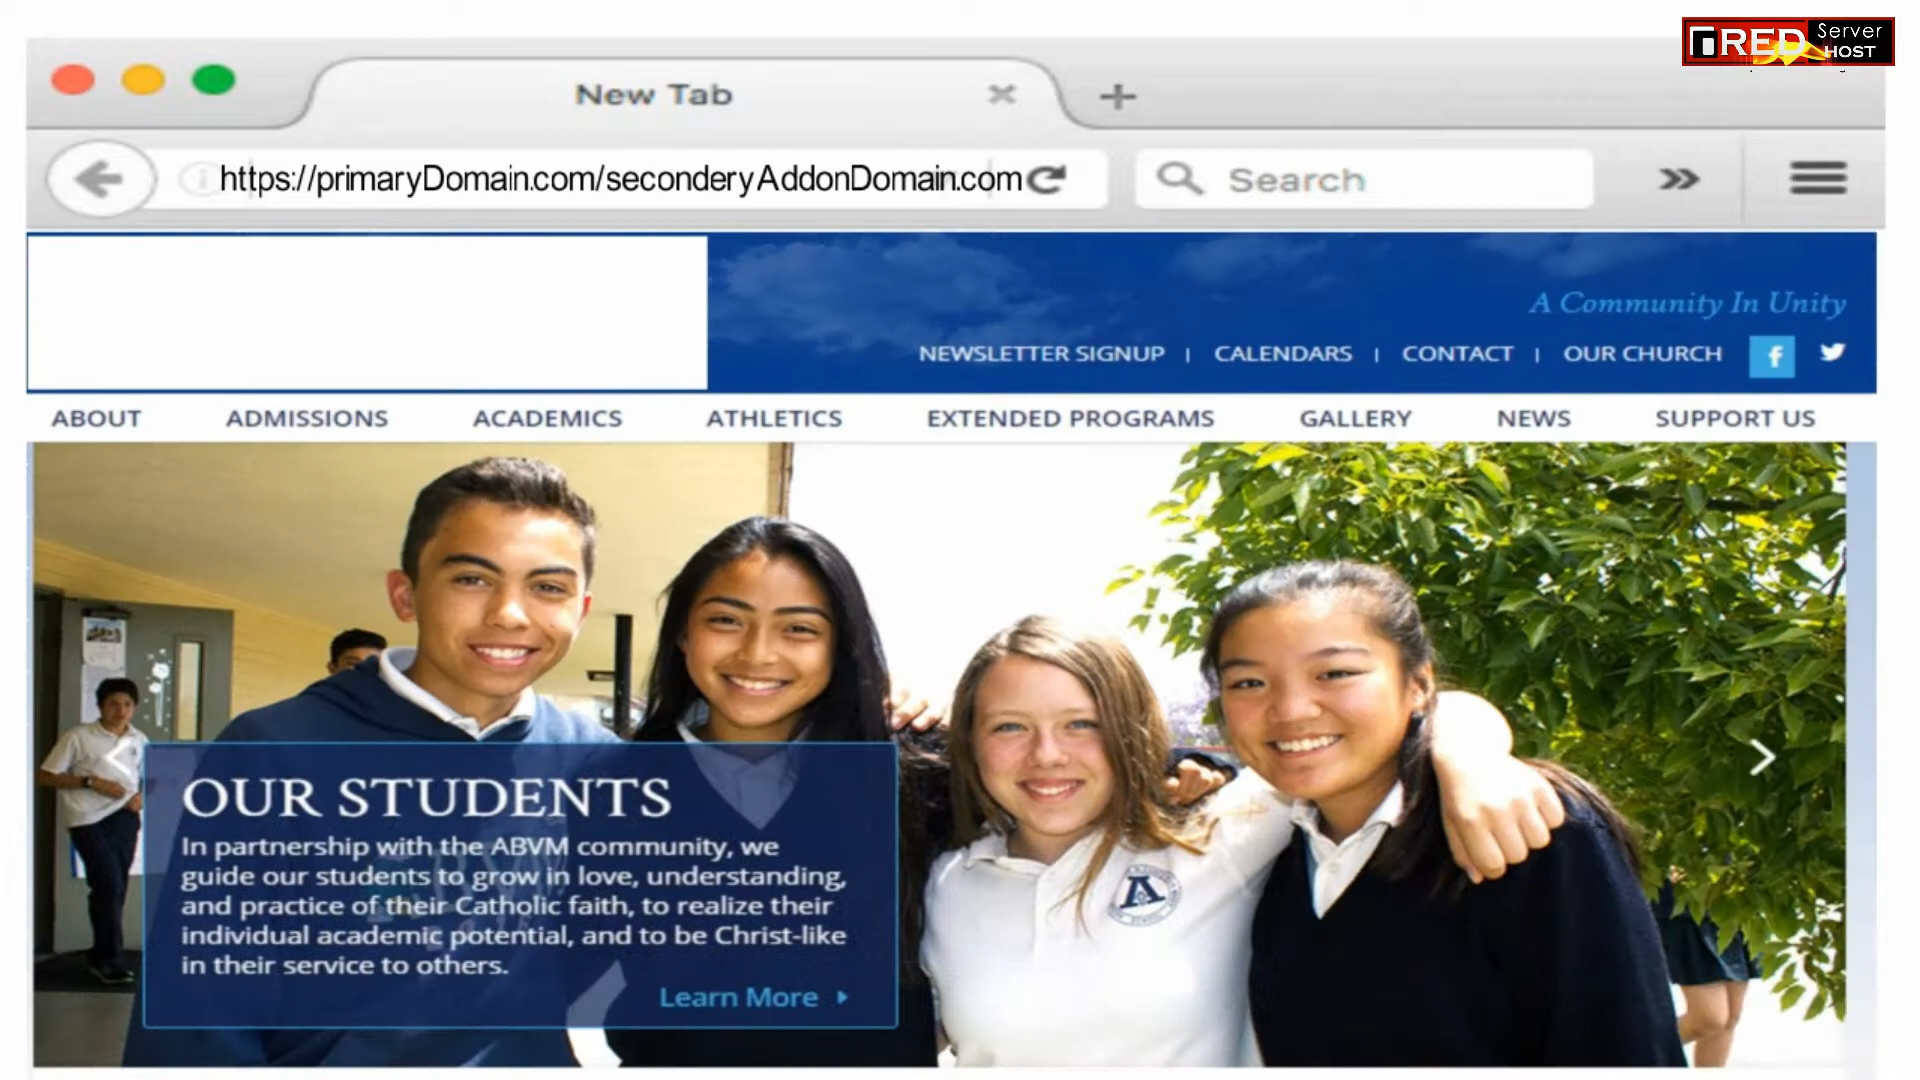 RED Server
HOST
New Tab
https://primaryDomain.com/seconderyAddonDomain.com
Search
A Community In Unity
NEWSLETTER SIGNUP | CALENDARS | CONTACT | OUR CHURCH f
ABOUT ADMISSIONS ACADEMICS ATHLETICS EXTENDED PROGRAMS GALLERY NEWS SUPPORT US
OUR STUDENTS
In partnership with the ABVM community, we
guide our students to grow in love, understanding,
and practice of their Catholic faith, to realize their
individual academic potential, and to be Christ-like
in their service to others.
Learn More
A